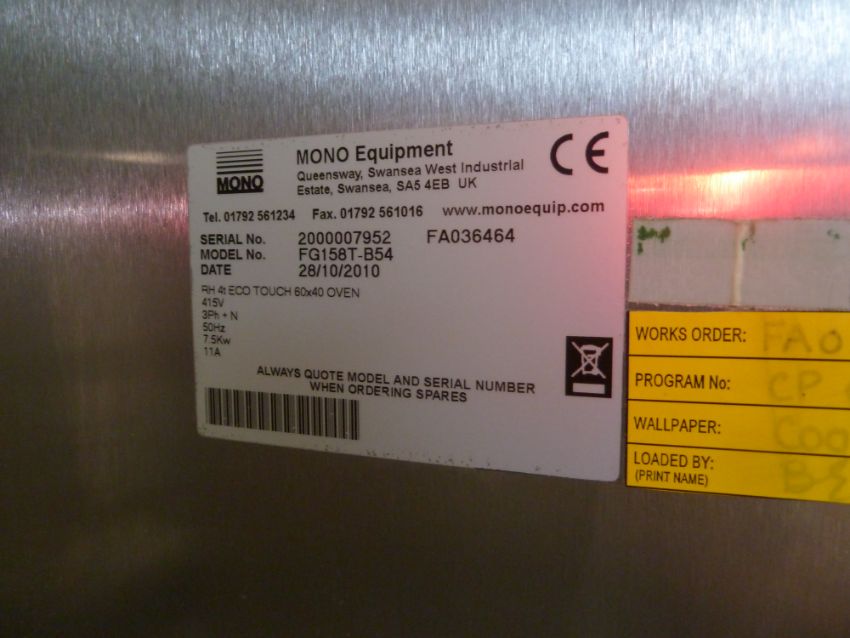 MONO
MONO Equipment
Queensway, Swansea West Industrial
Estate, Swansea, SA5 4EB UK
CE
Tel. 01792 561234 Fax. 01792 561016 www.monoequip.com
SERIAL No. 2000007952 FA036464
MODEL No. FG158T-B54
DATE 28/10/2010
RH 4t ECO TOUCH 60x40 OVEN
415V
3Ph + N
50Hz
7.5Kw
11A
ALWAYS QUOTE MODEL AND SERIAL NUMBER
WHEN ORDERING SPARES
WORKS ORDER: FA0
PROGRAM No: CP
WALLPAPER: Coo
LOADED BY:
(PRINT NAME)